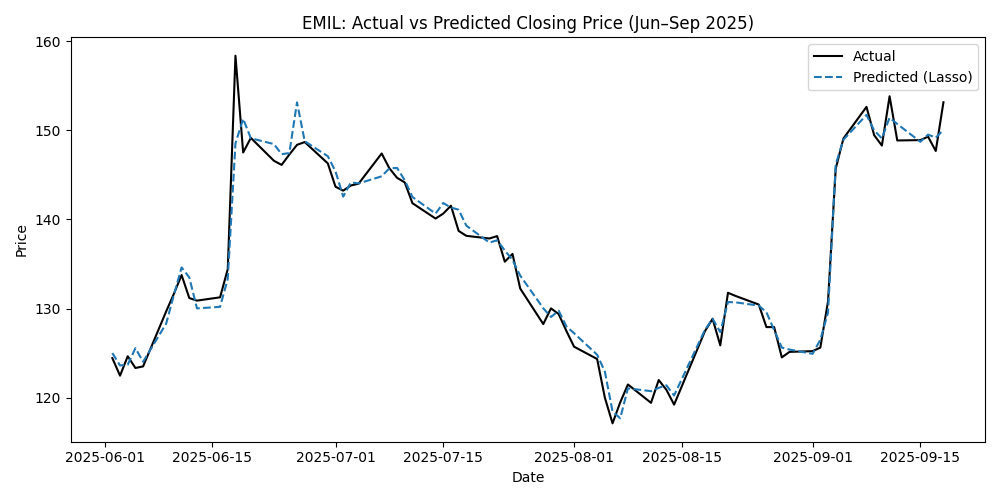 EMIL: Actual vs Predicted Closing Price (Jun–Sep 2025)
Actual
Predicted (Lasso)
Price
160
150
140
130
120
2025-06-01
2025-06-15
2025-07-01
2025-07-15
2025-08-01
2025-08-15
2025-09-01
2025-09-15
Date